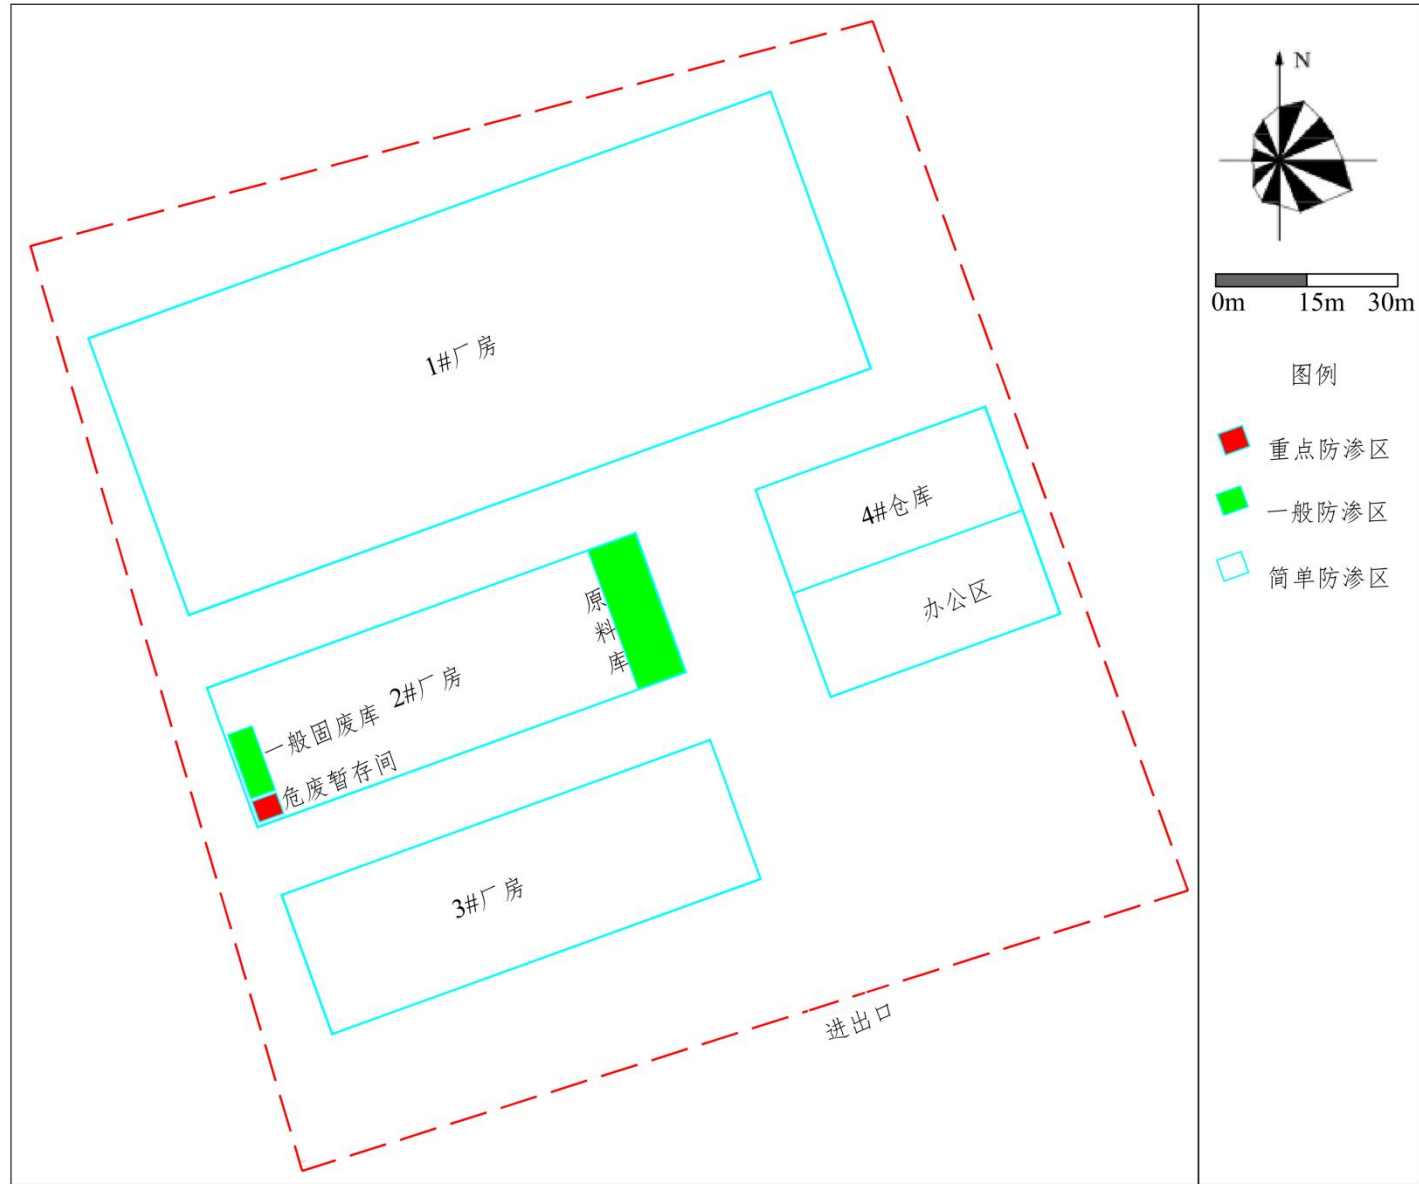 1#厂房
4#仓库
办公区
原料库
2#厂房
一般固废库
危废暂存间
3#厂房
进出口
N
0m 15m 30m
图例
重点防渗区
一般防渗区
简单防渗区